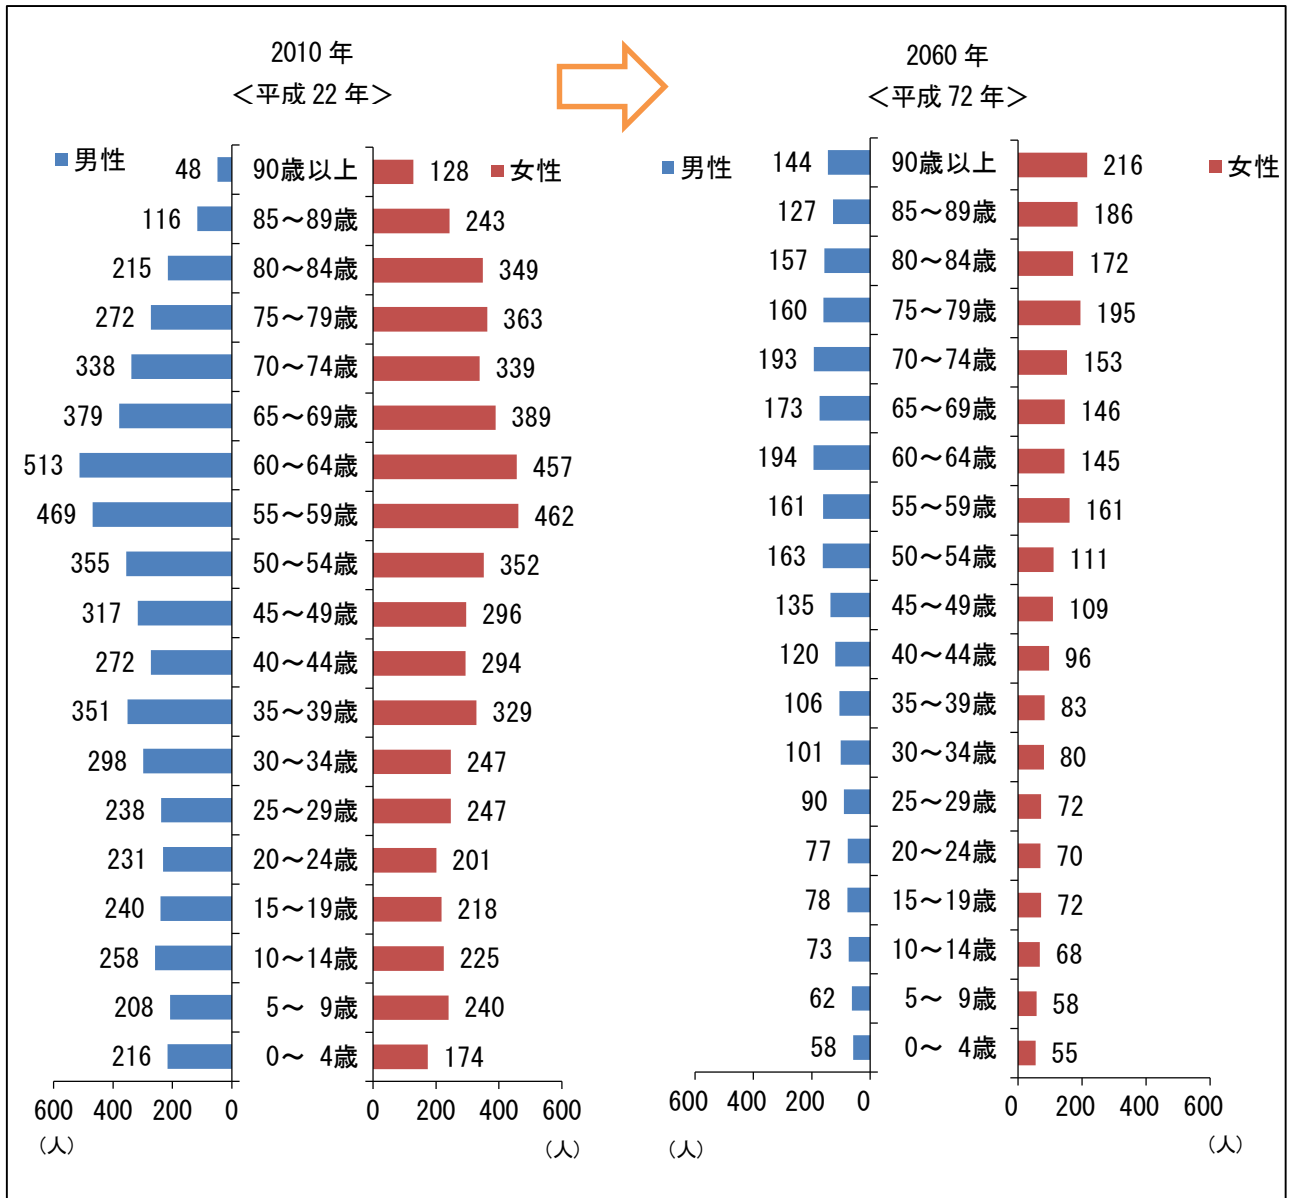 2010 年
＜平成 22 年＞
2060 年
＜平成 72 年＞
■男性
■女性
48 90歳以上 128
116 85～89歳 243
215 80～84歳 349
272 75～79歳 363
338 70～74歳 339
379 65～69歳 389
513 60～64歳 457
469 55～59歳 462
355 50～54歳 352
317 45～49歳 296
272 40～44歳 294
351 35～39歳 329
298 30～34歳 247
238 25～29歳 247
231 20～24歳 201
240 15～19歳 218
258 10～14歳 225
208 5～ 9歳 240
216 0～ 4歳 174
600 400 200 0 0 200 400 600
（人） （人）
■男性
■女性
144 90歳以上 216
127 85～89歳 186
157 80～84歳 172
160 75～79歳 195
193 70～74歳 153
173 65～69歳 146
194 60～64歳 145
161 55～59歳 161
163 50～54歳 111
135 45～49歳 109
120 40～44歳 96
106 35～39歳 83
101 30～34歳 80
90 25～29歳 72
77 20～24歳 70
78 15～19歳 72
73 10～14歳 68
62 5～ 9歳 58
58 0～ 4歳 55
600 400 200 0 0 200 400 600
（人） （人）